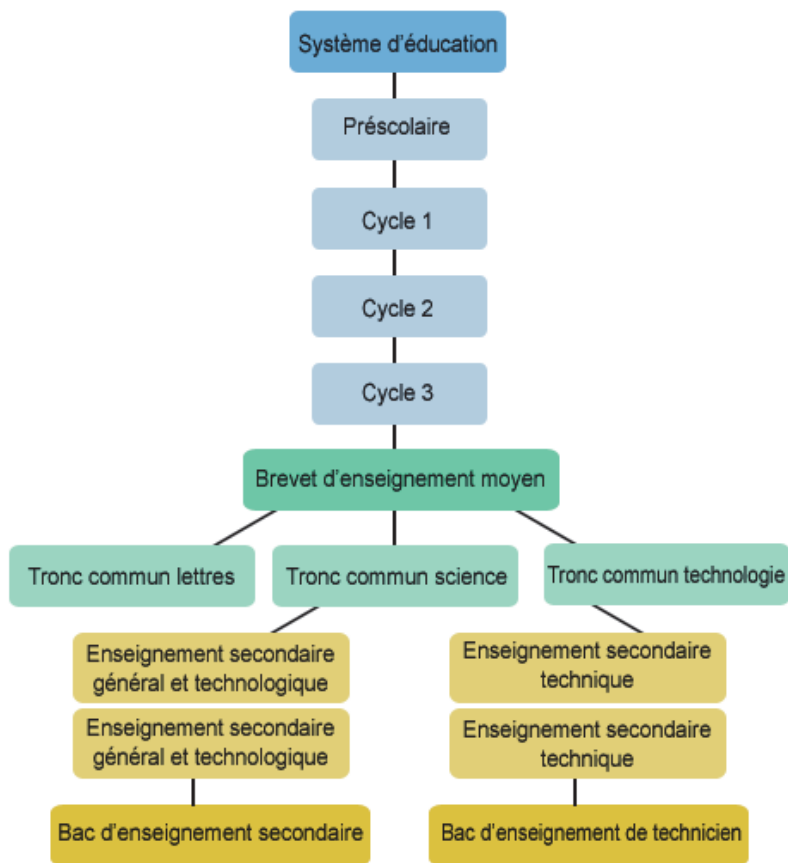 Système d'éducation
Préscolaire
Cycle 1
Cycle 2
Cycle 3
Brevet d'enseignement moyen
Tronc commun lettres
Tronc commun science
Tronc commun technologie
Enseignement secondaire
général et technologique
Enseignement secondaire
technique
Enseignement secondaire
général et technologique
Enseignement secondaire
technique
Bac d'enseignement secondaire
Bac d'enseignement de technicien